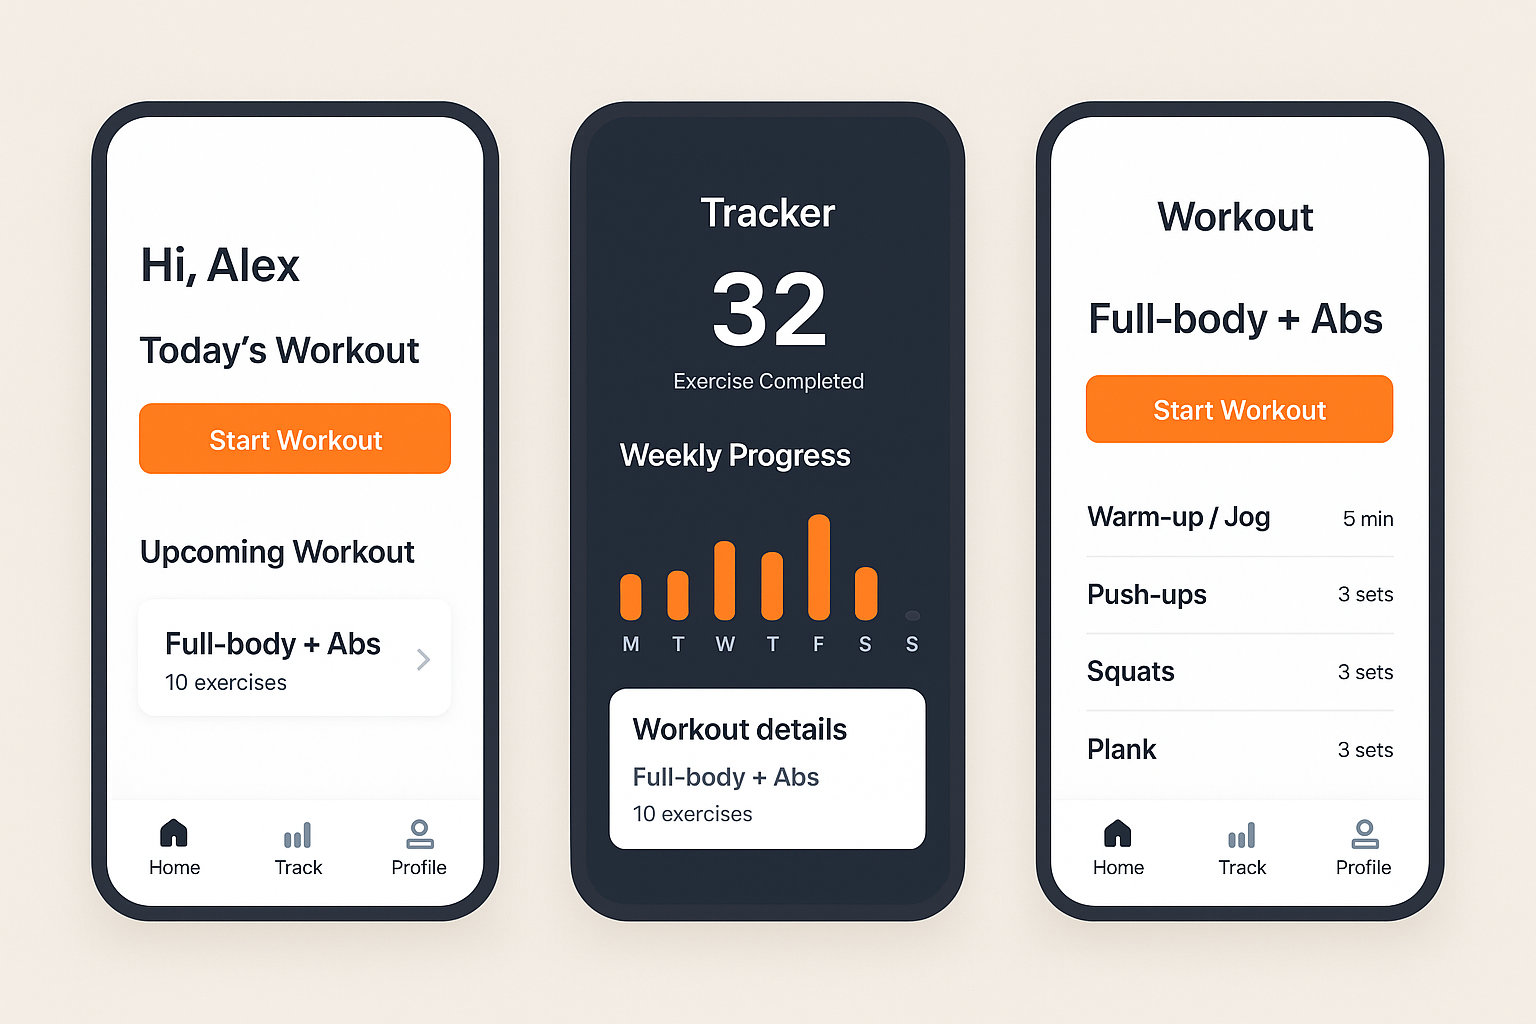 Hi, Alex
Today’s Workout
Start Workout
Upcoming Workout
Full-body + Abs
10 exercises
Home Track Profile
Tracker
32
Exercise Completed
Weekly Progress
M T W T F S S
Workout details
Full-body + Abs
10 exercises
Workout
Full-body + Abs
Start Workout
Warm-up / Jog 5 min
Push-ups 3 sets
Squats 3 sets
Plank 3 sets
Home Track Profile